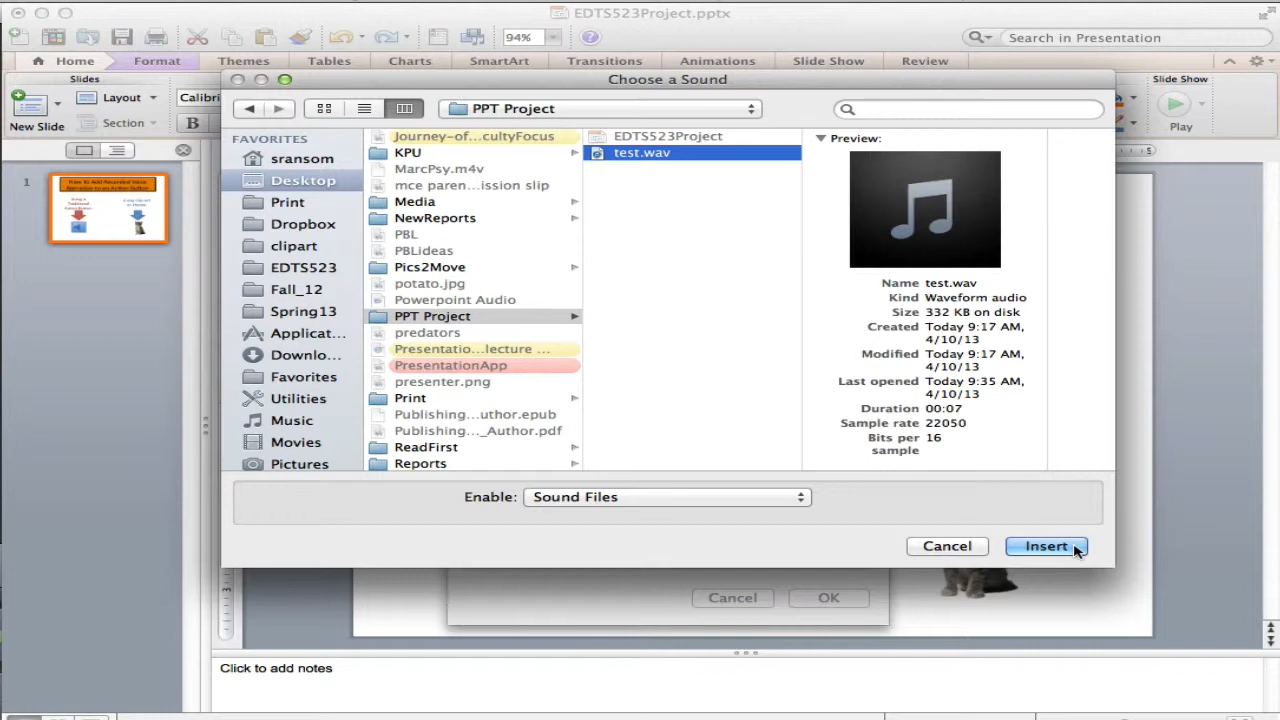 EDTS523Project.pptx
94%
Search in Presentation
Home
Format
Themes
Tables
Charts
SmartArt
Transitions
Animations
Slide Show
Review
Slides
New Slide
Layout
Section
Calibri
B
Slide Show
Play
Choose a Sound
PPT Project
FAVORITES
sransom
Desktop
Print
Dropbox
clipart
EDTS523
Fall_12
Spring13
Applicat...
Downlo...
Favorites
Utilities
Music
Movies
Pictures
Journey-of...cultyFocus
KPU
MarcPsy.m4v
mce paren...ission slip
Media
NewReports
PBL
PBLideas
Pics2Move
potato.jpg
Powerpoint Audio
PPT Project
predators
Presentatio...lecture ...
PresentationApp
presenter.png
Print
Publishing...uthor.epub
Publishing..._Author.pdf
ReadFirst
Reports
EDTS523Project
test.wav
Preview:
Name test.wav
Kind Waveform audio
Size 332 KB on disk
Created Today 9:17 AM,
4/10/13
Modified Today 9:17 AM,
4/10/13
Last opened Today 9:35 AM,
4/10/13
Duration 00:07
Sample rate 22050
Bits per 16
sample
Enable: Sound Files
Cancel
Insert
Cancel
OK
1
5
3
Click to add notes